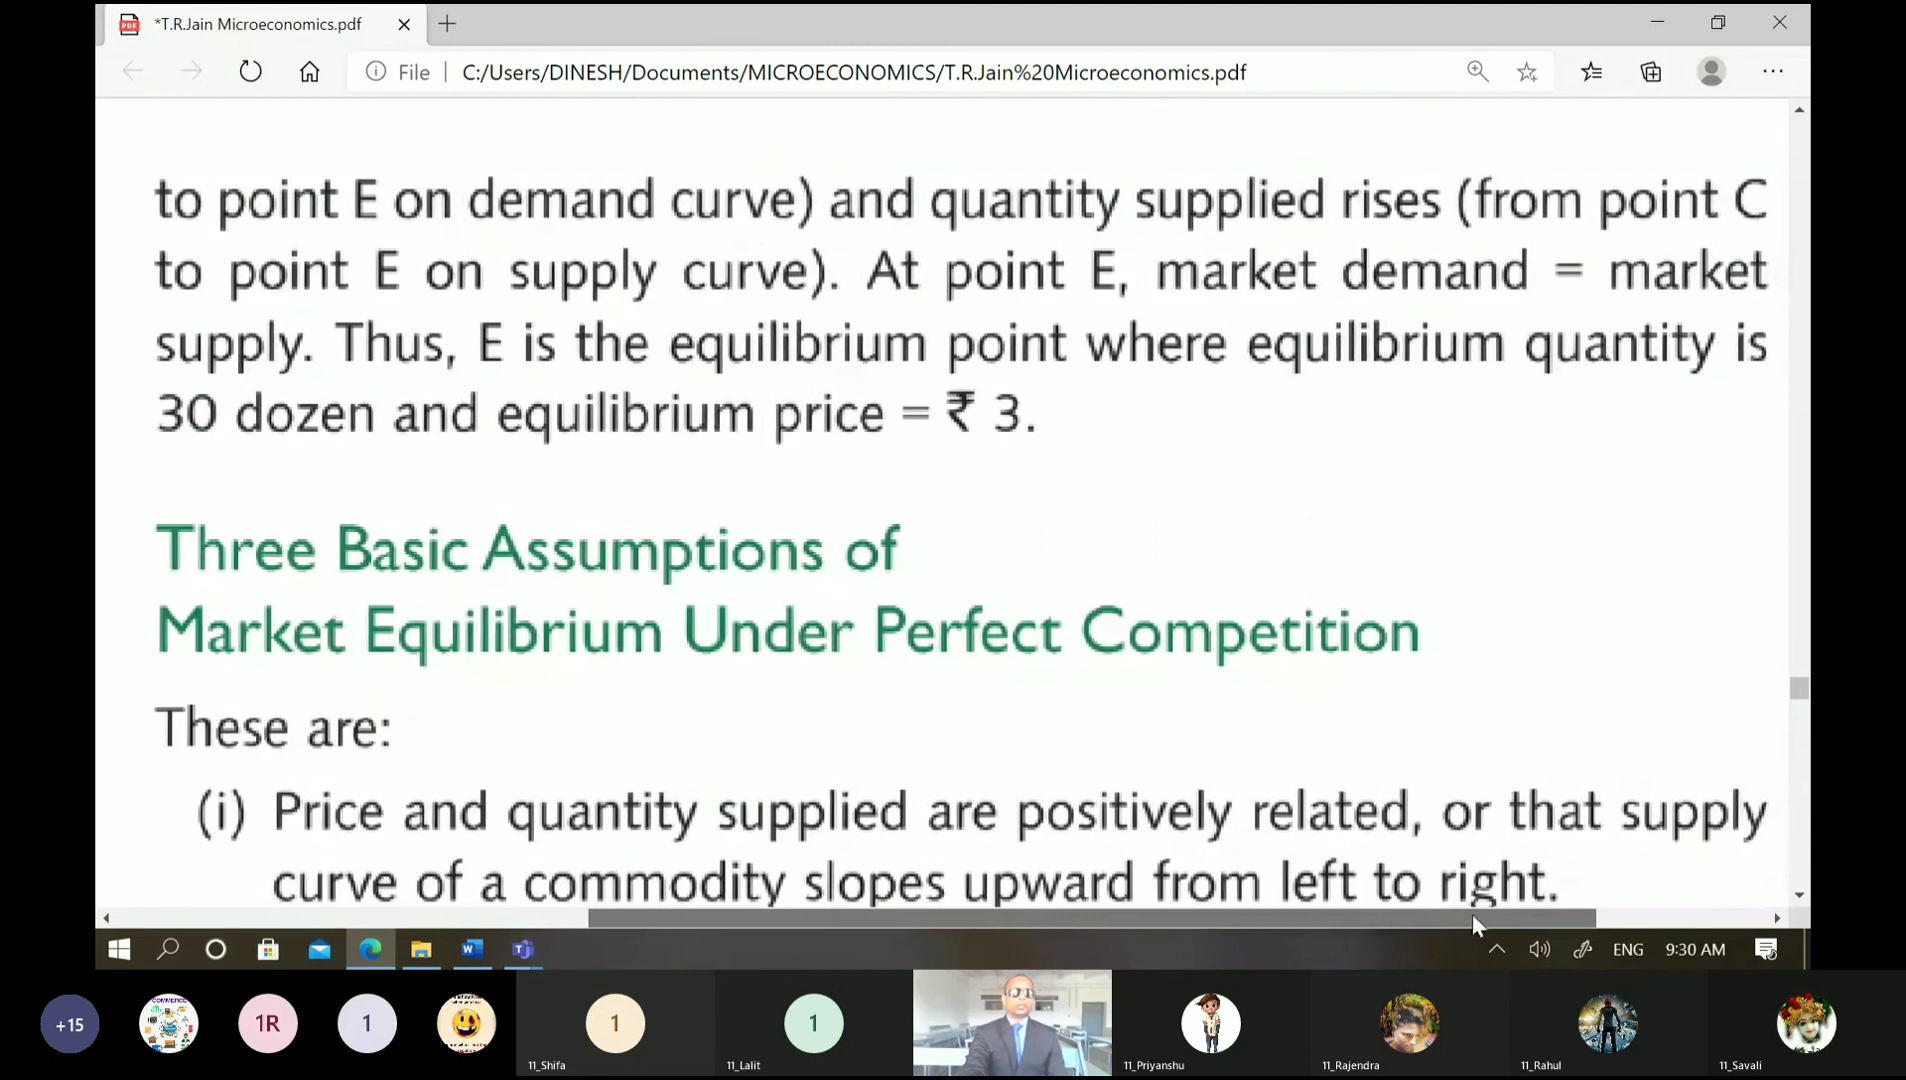 *T.R.Jain Microeconomics.pdf
File | C:/Users/DINESH/Documents/MICROECONOMICS/T.R.Jain%20Microeconomics.pdf
to point E on demand curve) and quantity supplied rises (from point C
to point E on supply curve). At point E, market demand = market
supply. Thus, E is the equilibrium point where equilibrium quantity is
30 dozen and equilibrium price = ₹ 3.
Three Basic Assumptions of
Market Equilibrium Under Perfect Competition
These are:
(i) Price and quantity supplied are positively related, or that supply
curve of a commodity slopes upward from left to right.
ENG 9:30 AM
+15
COMMERCE
1R
1
1
1
11_Shifa
11_Lalit
11_Priyanshu
11_Rajendra
11_Rahul
11_Savali